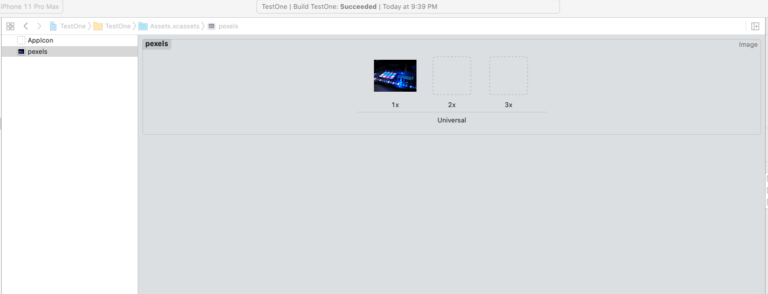 iPhone 11 Pro Max
TestOne | Build TestOne: Succeeded | Today at 9:39 PM
TestOne TestOne Assets.xcassets pexels
AppIcon
pexels
pexels
Image
1x 2x 3x
Universal